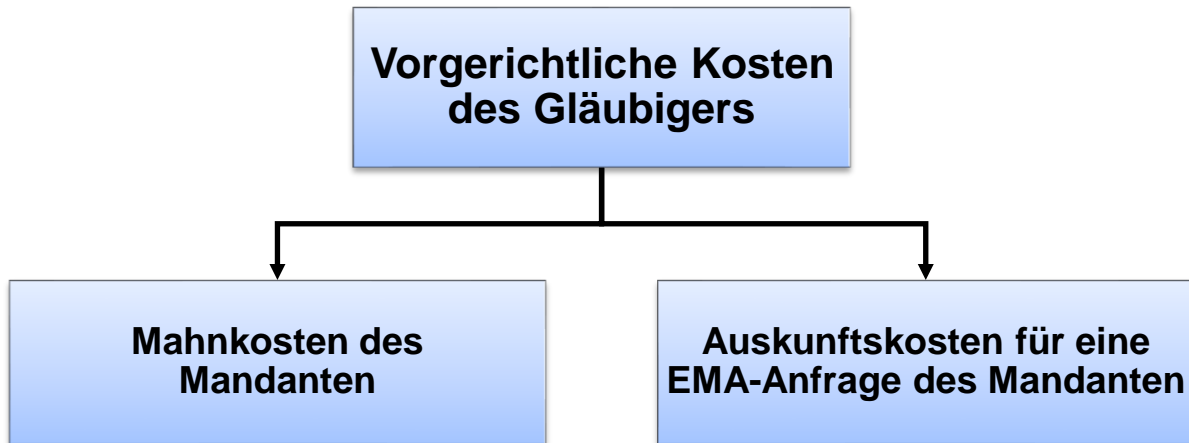 Vorgerichtliche Kosten
des Gläubigers
Mahnkosten des
Mandanten
Auskunftskosten für eine
EMA-Anfrage des Mandanten